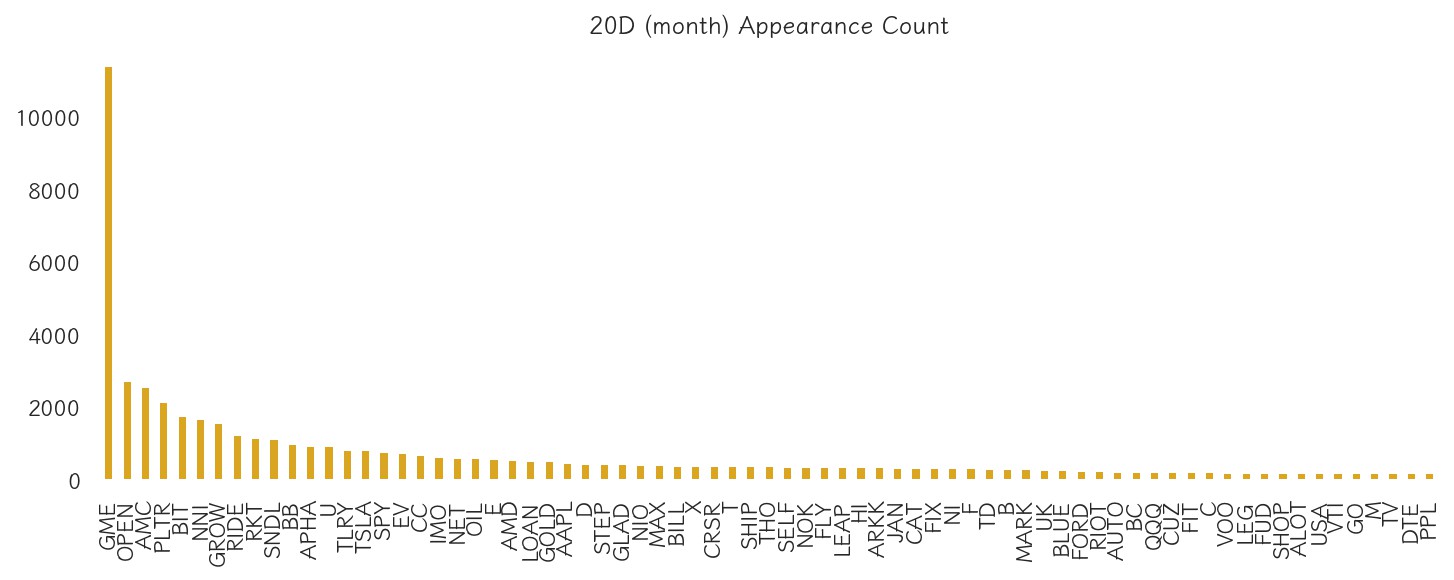 20D (month) Appearance Count
10000
8000
6000
4000
2000
0
GME
OPEN
AMC
PLTR
BIT
NNI
GROW
RIDE
RKT
SNDL
BB
APHA
U
TLRY
TSLA
SPY
EV
CC
IMO
NET
OIL
E
AMD
LOAN
GOLD
AAPL
D
STEP
GLAD
NIO
MAX
BILL
X
CRSR
T
SHIP
THO
SELF
NOK
FLY
LEAP
HI
ARKK
JAN
CAT
FIX
NI
F
TD
B
MARK
UK
BLUE
FORD
RIOT
AUTO
BC
QQQ
CUZ
FIT
C
VOO
LEG
FUD
SHOP
ALOT
USA
VTI
GO
M
TV
DTE
PPL